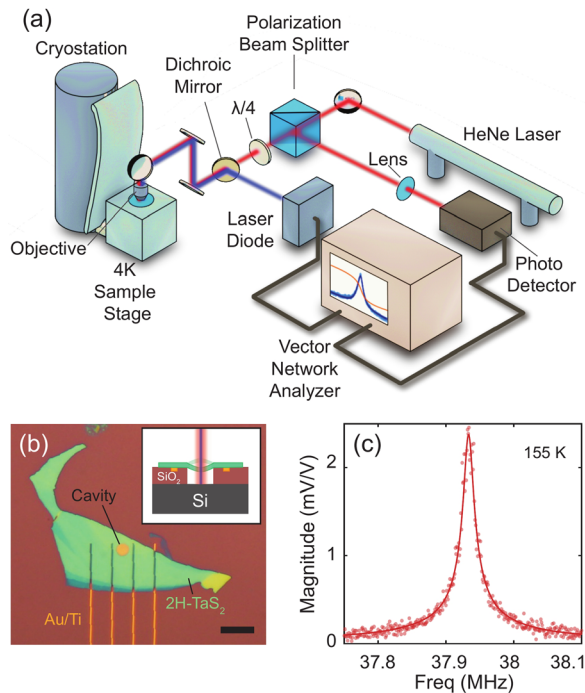 (a)
Cryostation
Polarization
Beam Splitter
Dichroic
Mirror
λ/4
HeNe Laser
Lens
Objective
4K
Sample
Stage
Laser
Diode
Photo
Detector
Vector
Network
Analyzer
(b)
SiO₂
Si
Cavity
2H-TaS₂
Au/Ti
(c)
155 K
Magnitude (mV/V)
2
1
0
37.8
37.9
38
38.1
Freq (MHz)